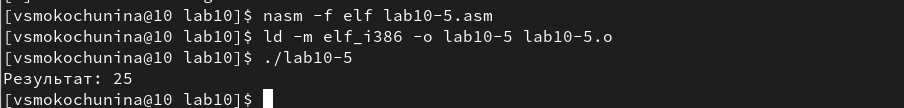 [vsmokochunina@10 lab10]$ nasm -f elf lab10-5.asm
[vsmokochunina@10 lab10]$ ld -m elf_i386 -o lab10-5 lab10-5.o
[vsmokochunina@10 lab10]$ ./lab10-5
Результат: 25
[vsmokochunina@10 lab10]$